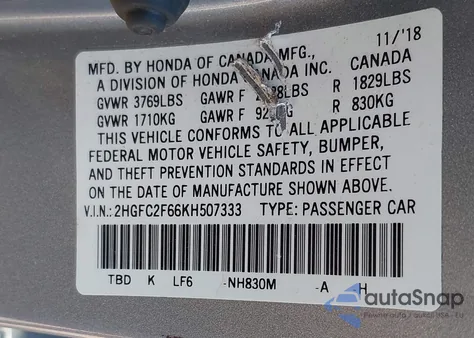 MFD. BY HONDA OF CANADA MFG., 11/'18
A DIVISION OF HONDA CANADA INC. CANADA
GVWR 3769LBS GAWR F LBS R 1829LBS
GVWR 1710KG GAWR F R 830KG
THIS VEHICLE CONFORMS TO ALL APPLICABLE
FEDERAL MOTOR VEHICLE SAFETY, BUMPER,
AND THEFT PREVENTION STANDARDS IN EFFECT
ON THE DATE OF MANUFACTURE SHOWN ABOVE.
V.I.N.: 2HGFC2F66KH507333 TYPE: PASSENGER CAR
TBD K LF6 -NH830M -A H
autoSnap